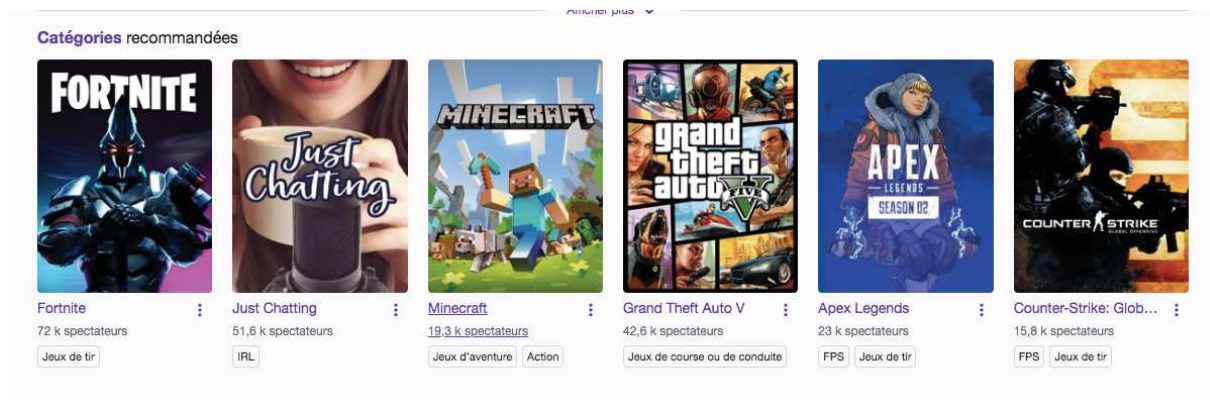 Afficher plus
Catégories recommandées
FORTNITE
Just
Chatting
MINECRAFT
grand
theft
auto
V
FIVE
APEX
LEGENDS
SEASON 02
COUNTER STRIKE
GLOBAL OFFENSIVE
Fortnite
72 k spectateurs
Jeux de tir
Just Chatting
51,6 k spectateurs
IRL
Minecraft
19,3 k spectateurs
Jeux d'aventure Action
Grand Theft Auto V
42,6 k spectateurs
Jeux de course ou de conduite
Apex Legends
23 k spectateurs
FPS Jeux de tir
Counter-Strike: Glob...
15,8 k spectateurs
FPS Jeux de tir